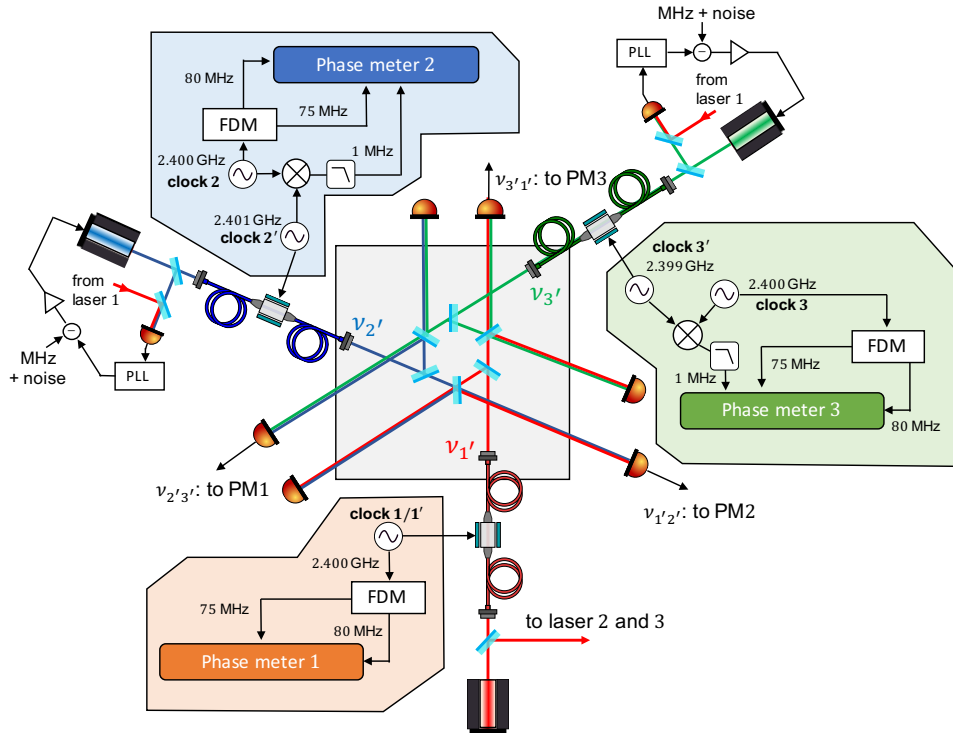 Phase meter 2
80 MHz
75 MHz
FDM
1 MHz
2.400 GHz
clock 2
2.401 GHz
clock 2′
MHz + noise
PLL
from
laser 1
ν3′1′: to PM3
ν3′
clock 3′
2.399 GHz
2.400 GHz
clock 3
FDM
75 MHz
1 MHz
Phase meter 3
80 MHz
from
laser 1
MHz
+ noise
PLL
ν2′
ν1′
ν2′3′: to PM1
ν1′2′: to PM2
clock 1/1′
2.400 GHz
FDM
75 MHz
80 MHz
Phase meter 1
to laser 2 and 3